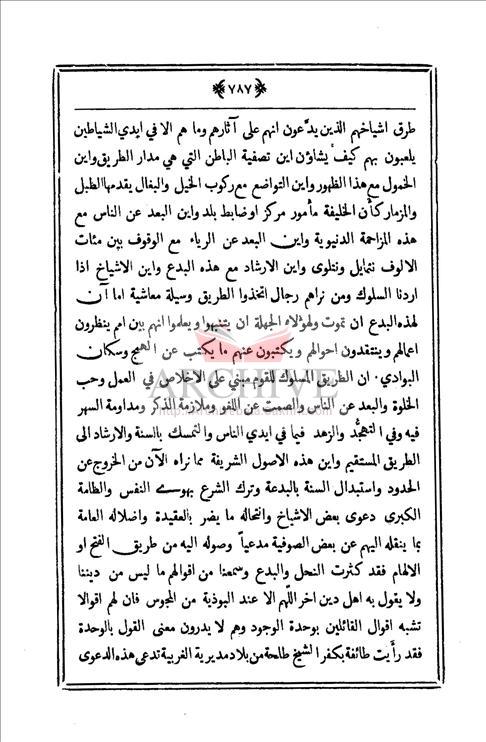 ﴿٧٨٧﴾
طرق اشياخهم الذين يدّعون انهم على آثارهم وما هم الا في ايدي الشياطين
يلعبون بهم كيف يشاؤن اين تصفية الباطن التي هي مدار الطريق واين
الخمول مع هذا الظهور واين التواضع مع ركوب الخيل والبغال يقدمها الطبل
والمزمار كأن الخليفة مأمور مركز او ضابط بلد واين البعد عن الناس مع
هذه المزاحمة الدنيوية واين البعد عن الرياء مع الوقوف بين مئات
الالوف نتمايل ونتلوى واين الارشاد مع هذه البدع واين الاشياخ اذا
اردنا السلوك ومن نراهم رجال اتخذوا الطريق وسيلة معاشية اما آن
لهذه البدع ان تموت ولهؤلاء الجهلة ان يتنبهوا ويعلموا انهم بين امم ينظرون
اعمالهم وينتقدون احوالهم ويكتبون عنهم ما يكتب عن الهمج وسكان
البوادي· ان الطريق المسلوك للقوم مبني على الاخلاص في العمل وحب
الخلوة والبعد عن الناس والصمت عن اللغو وملازمة الذكر ومداومة السهر
فيه وفي التهجُّد والزهد فيما في ايدي الناس والتمسك بالسنة والارشاد الى
الطريق المستقيم واين هذه الاصول الشريفة مما نراه الآن من الخروج عن
الحدود واستبدال السنة بالبدعة وترك الشرع بهوى النفس والطامة
الكبرى دعوى بعض الاشياخ وانتحاله ما يضر بالعقيدة واضلاله العامة
بما ينقله اليهم عن بعض الصوفية مدعياً وصوله اليه من طريق الفتح او
الالهام فقد كثرت النحل والبدع وسمعنا من اقوالهم ما ليس من ديننا
ولا يقول به اهل دين اخر اللهم الا عند البوذية من المجوس فان لهم اقوالا
تشبه اقوال القائلين بوحدة الوجود وهم لا يدرون معنى القول بالوحدة
فقد رأيت طائفة بكفر الشيخ طلحة من بلاد مديرية الغربية تدعى هذه الدعوى
ARCHIVE